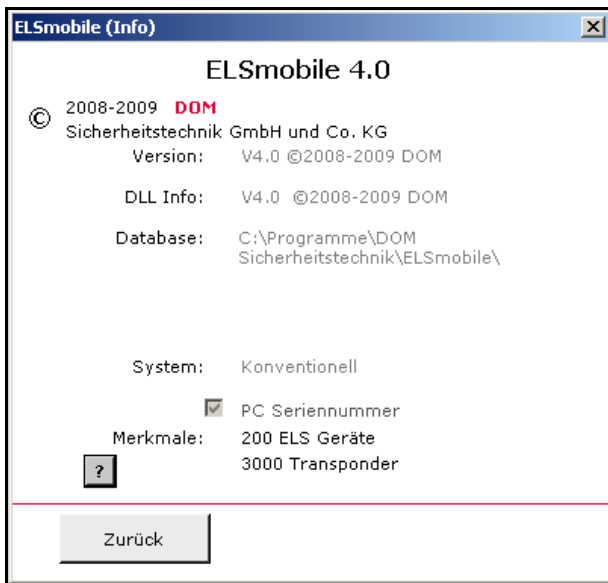 ELSmobile (Info)
ELSmobile 4.0
© 2008-2009 DOM
Sicherheitstechnik GmbH und Co. KG
Version: V4.0 ©2008-2009 DOM
DLL Info: V4.0 ©2008-2009 DOM
Database: C:\Programme\DOM
Sicherheitstechnik\ELSmobile\
System: Konventionell
PC Seriennummer
Merkmale: 200 ELS Geräte
? 3000 Transponder
Zurück